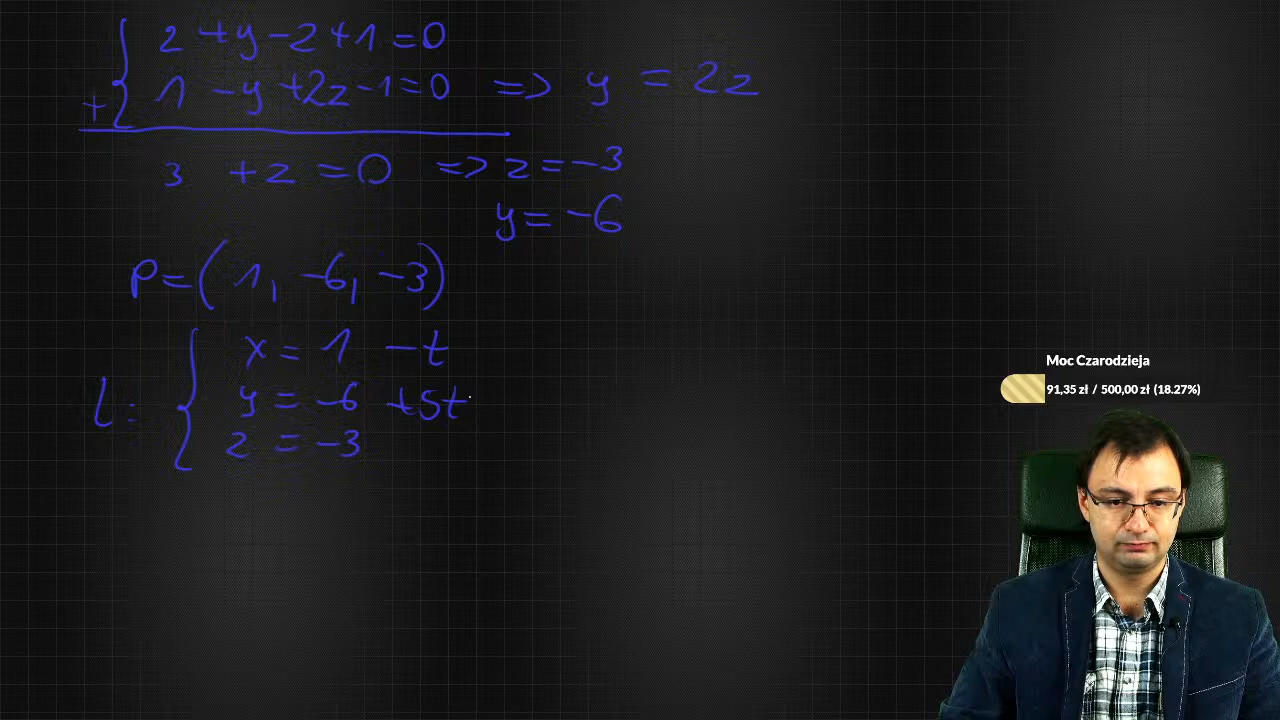 2 + y - z + 1 = 0
+ 1 - y + 2z - 1 = 0 => y = 2z
3 + z = 0 => z = -3
y = -6
P = (1, -6, -3)
x = 1 - t
l: y = -6 + 5t
z = -3
Moc Czarodzieja
91,35 zł / 500,00 zł (18.27%)